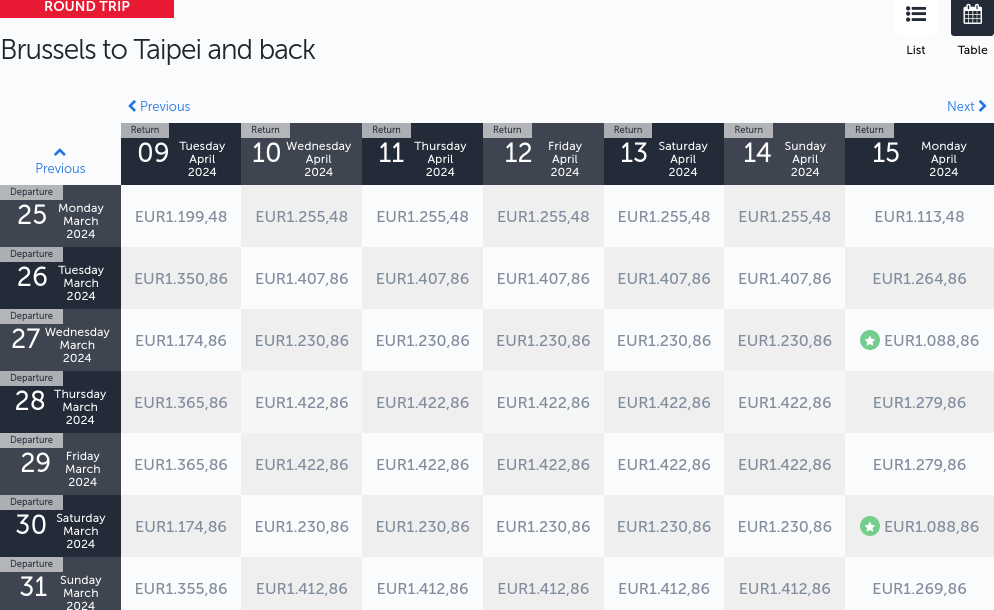 ROUND TRIP
Brussels to Taipei and back
List
Table
Previous
Next
Previous
Return 09 Tuesday April 2024
Return 10 Wednesday April 2024
Return 11 Thursday April 2024
Return 12 Friday April 2024
Return 13 Saturday April 2024
Return 14 Sunday April 2024
Return 15 Monday April 2024
Departure 25 Monday March 2024
EUR1.199,48 EUR1.255,48 EUR1.255,48 EUR1.255,48 EUR1.255,48 EUR1.255,48 EUR1.113,48
Departure 26 Tuesday March 2024
EUR1.350,86 EUR1.407,86 EUR1.407,86 EUR1.407,86 EUR1.407,86 EUR1.407,86 EUR1.264,86
Departure 27 Wednesday March 2024
EUR1.174,86 EUR1.230,86 EUR1.230,86 EUR1.230,86 EUR1.230,86 EUR1.230,86 EUR1.088,86
Departure 28 Thursday March 2024
EUR1.365,86 EUR1.422,86 EUR1.422,86 EUR1.422,86 EUR1.422,86 EUR1.422,86 EUR1.279,86
Departure 29 Friday March 2024
EUR1.365,86 EUR1.422,86 EUR1.422,86 EUR1.422,86 EUR1.422,86 EUR1.422,86 EUR1.279,86
Departure 30 Saturday March 2024
EUR1.174,86 EUR1.230,86 EUR1.230,86 EUR1.230,86 EUR1.230,86 EUR1.230,86 EUR1.088,86
Departure 31 Sunday March 2024
EUR1.355,86 EUR1.412,86 EUR1.412,86 EUR1.412,86 EUR1.412,86 EUR1.412,86 EUR1.269,86